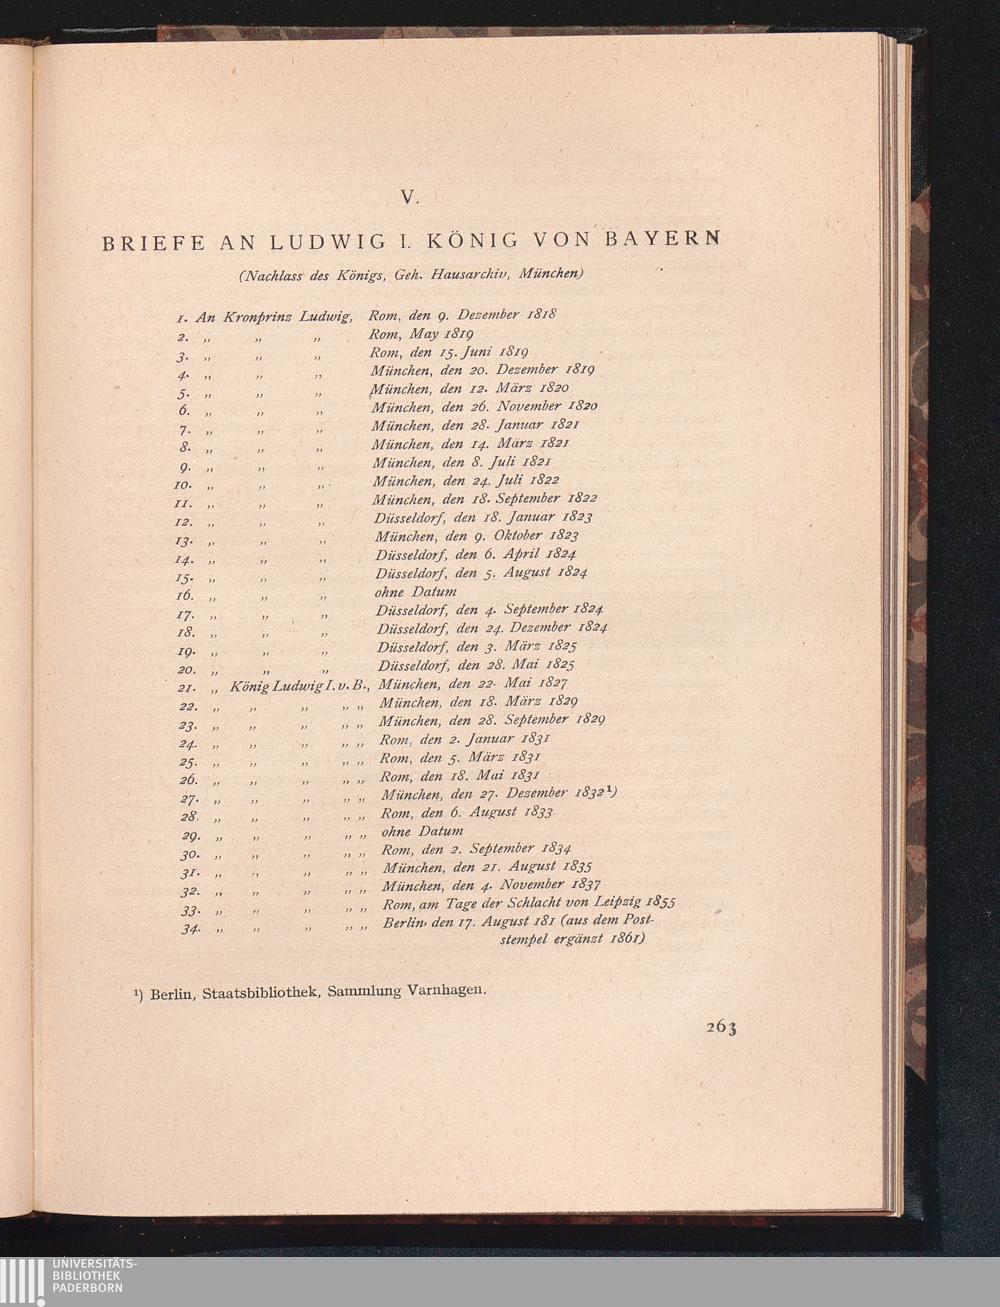 V.
BRIEFE AN LUDWIG I. KÖNIG VON BAYERN
(Nachlass des Königs, Geh. Hausarchiv, München)
1. An Kronprinz Ludwig, Rom, den 9. Dezember 1818
2. „ „ „ Rom, May 1819
3. „ „ „ Rom, den 15. Juni 1819
4. „ „ „ München, den 20. Dezember 1819
5. „ „ „ München, den 12. März 1820
6. „ „ „ München, den 26. November 1820
7. „ „ „ München, den 28. Januar 1821
8. „ „ „ München, den 14. März 1821
9. „ „ „ München, den 8. Juli 1821
10. „ „ „ München, den 24. Juli 1822
11. „ „ „ München, den 18. September 1822
12. „ „ „ Düsseldorf, den 18. Januar 1823
13. „ „ „ München, den 9. Oktober 1823
14. „ „ „ Düsseldorf, den 6. April 1824
15. „ „ „ Düsseldorf, den 5. August 1824
16. „ „ „ ohne Datum
17. „ „ „ Düsseldorf, den 4. September 1824
18. „ „ „ Düsseldorf, den 24. Dezember 1824
19. „ „ „ Düsseldorf, den 3. März 1825
20. „ „ „ Düsseldorf, den 28. Mai 1825
21. „ König Ludwig I. v. B., München, den 22. Mai 1827
22. „ „ „ „ „ München, den 18. März 1829
23. „ „ „ „ „ München, den 28. September 1829
24. „ „ „ „ „ Rom, den 2. Januar 1831
25. „ „ „ „ „ Rom, den 5. März 1831
26. „ „ „ „ „ Rom, den 18. Mai 1831
27. „ „ „ „ „ München, den 27. Dezember 1832¹)
28. „ „ „ „ „ Rom, den 6. August 1833
29. „ „ „ „ „ ohne Datum
30. „ „ „ „ „ Rom, den 2. September 1834
31. „ „ „ „ „ München, den 21. August 1835
32. „ „ „ „ „ München, den 4. November 1837
33. „ „ „ „ „ Rom, am Tage der Schlacht von Leipzig 1855
34. „ „ „ „ „ Berlin, den 17. August 181 (aus dem Post-
stempel ergänzt 1861)
¹) Berlin, Staatsbibliothek, Sammlung Varnhagen.
263
UNIVERSITÄTS-
BIBLIOTHEK
PADERBORN